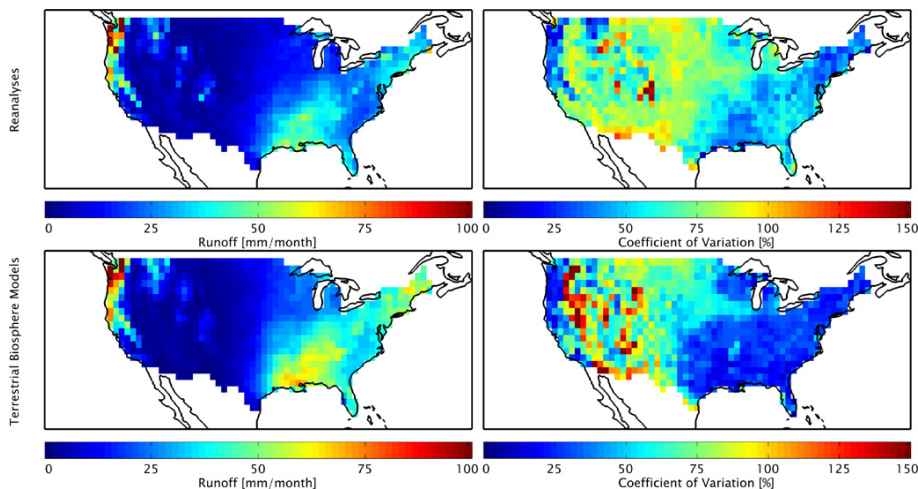 Reanalyses
0 25 50 75 100
Runoff [mm/month]
0 25 50 75 100 125 150
Coefficient of Variation [%]
Terrestrial Biosphere Models
0 25 50 75 100
Runoff [mm/month]
0 25 50 75 100 125 150
Coefficient of Variation [%]